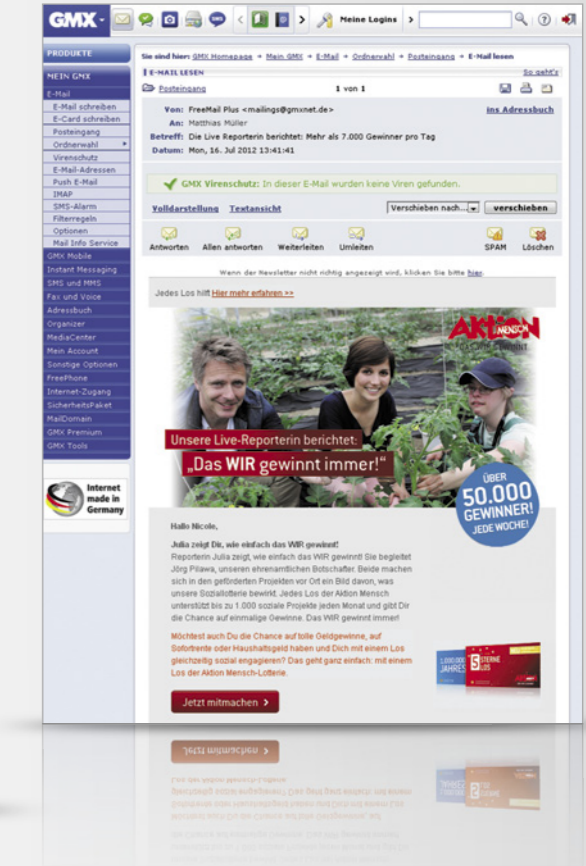 GMX
Meine Logins
PRODUKTE
MEIN GMX
E-Mail
E-Mail schreiben
E-Card schreiben
Posteingang
Ordnerwahl
Virenschutz
E-Mail-Adressen
Push E-Mail
IMAP
SMS-Alarm
Filterregeln
Optionen
Mail Info Service
GMX Mobile
Instant Messaging
SMS und MMS
Fax und Voice
Adressbuch
Organizer
MediaCenter
Mein Account
Sonstige Optionen
FreePhone
Internet-Zugang
SicherheitsPaket
MailDomain
GMX Premium
GMX Tools
Internet
made in
Germany
Sie sind hier: GMX Homepage → Mein GMX → E-Mail → Ordnerwahl → Posteingang → E-Mail lesen
E-MAIL LESEN So geht's
Posteingang 1 von 1
Von: FreeMail Plus <mailings@gmxnet.de> ins Adressbuch
An: Matthias Müller
Betreff: Die Live Reporterin berichtet: Mehr als 7.000 Gewinner pro Tag
Datum: Mon, 16. Jul 2012 13:41:41
GMX Virenschutz: In dieser E-Mail wurden keine Viren gefunden.
Volldarstellung Textansicht Verschieben nach... verschieben
Antworten Allen antworten Weiterleiten Umleiten SPAM Löschen
Wenn der Newsletter nicht richtig angezeigt wird, klicken Sie bitte hier.
Jedes Los hilft Hier mehr erfahren >>
AKTION
MENSCH
Unsere Live-Reporterin berichtet:
„Das WIR gewinnt immer!“
ÜBER
50.000
GEWINNER!
JEDE WOCHE!
Hallo Nicole,
Julia zeigt Dir, wie einfach das WIR gewinnt!
Reporterin Julia zeigt, wie einfach das WIR gewinnt! Sie begleitet
Jörg Pilawa, unseren ehrenamtlichen Botschafter. Beide machen
sich in den geförderten Projekten vor Ort ein Bild davon, was
unsere Soziallotterie bewirkt. Jedes Los der Aktion Mensch
unterstützt bis zu 1.000 soziale Projekte jeden Monat und gibt Dir
die Chance auf einmalige Gewinne. Das WIR gewinnt immer!
Möchtest auch Du die Chance auf tolle Geldgewinne, auf
Sofortrente oder Haushaltsgeld haben und Dich mit einem Los
gleichzeitig sozial engagieren? Das geht ganz einfach: mit einem
Los der Aktion Mensch-Lotterie.
5 STERNE
LOS
Jetzt mitmachen